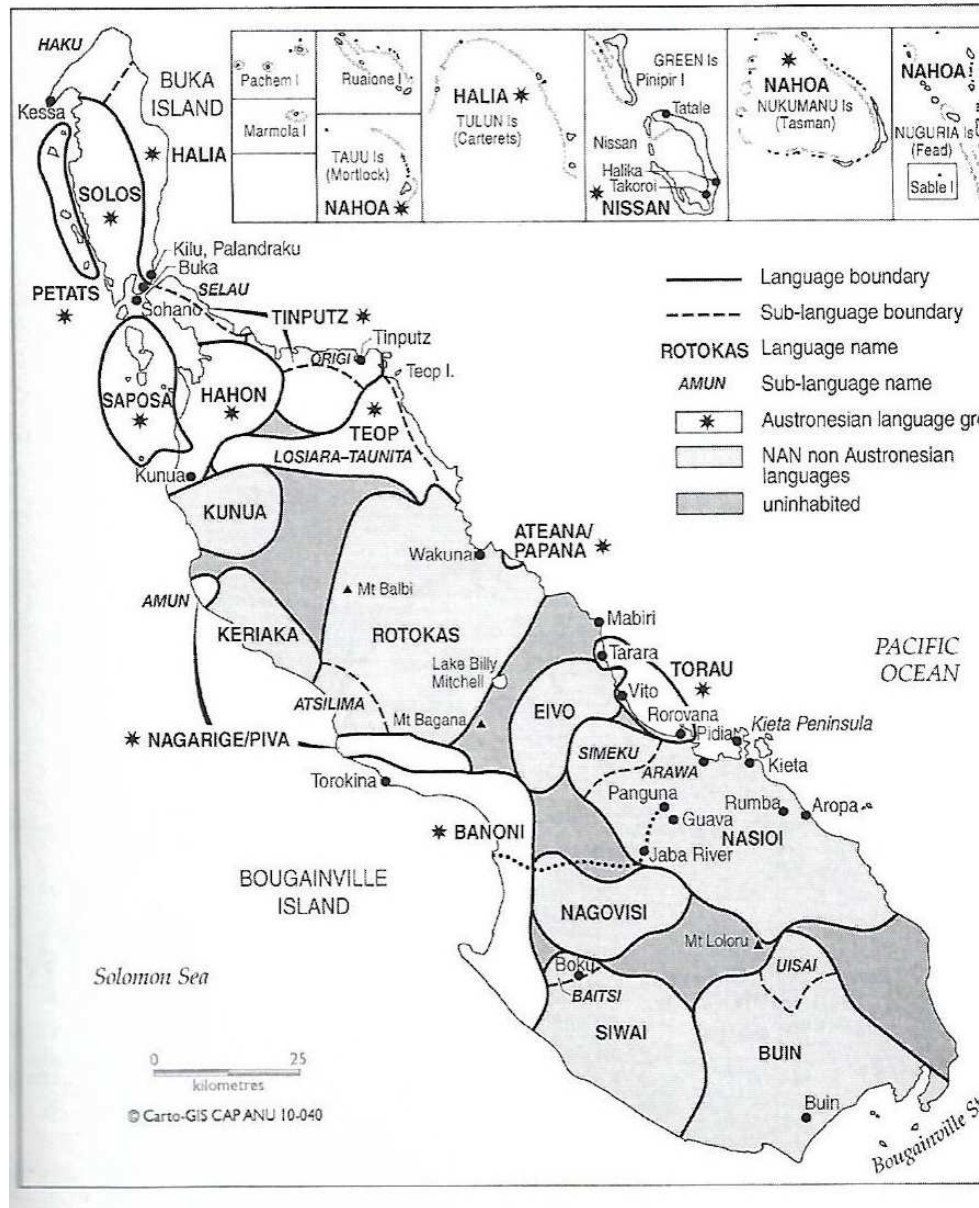 HAKU
BUKA
ISLAND
Kessa
HALIA
SOLOS
Kilu, Palandraku
Buka
SELAU
PETATS
Sohano
TINPUTZ
Tinputz
ORIGI
Teop I.
SAPOSA
HAHON
TEOP
LOSIARA–TAUNITA
Kunua
KUNUA
ATEANA/
PAPANA
Wakunai
AMUN
Mt Balbi
KERIAKA
ROTOKAS
Mabiri
Tarara
TORAU
PACIFIC
OCEAN
Lake Billy
Mitchell
ATSILIMA
Mt Bagana
EIVO
Vito
Rorovana
Pidia
Kieta Peninsula
NAGARIGE/PIVA
SIMEKU
ARAWA
Kieta
Torokina
Panguna
Rumba
Aropa
Guava
BANONI
NASIOI
Jaba River
BOUGAINVILLE
ISLAND
NAGOVISI
Mt Loloru
UISAI
Solomon Sea
Boku
BAITSI
SIWAI
BUIN
Buin
Bougainville S
0 25
kilometres
© Carto-GIS CAP ANU 10-040
Pachem I
Marmola I
Ruaione I
TAUU Is
(Mortlock)
NAHOA
HALIA
TULUN Is
(Carterets)
GREEN Is
Pinipir I
Tatale
Nissan
Halika
Takoroi
NISSAN
NAHOA
NUKUMANU Is
(Tasman)
NAHOA
NUGURIA Is
(Fead)
Sable I
Language boundary
Sub-language boundary
ROTOKAS Language name
AMUN Sub-language name
Austronesian language gr
NAN non Austronesian
languages
uninhabited